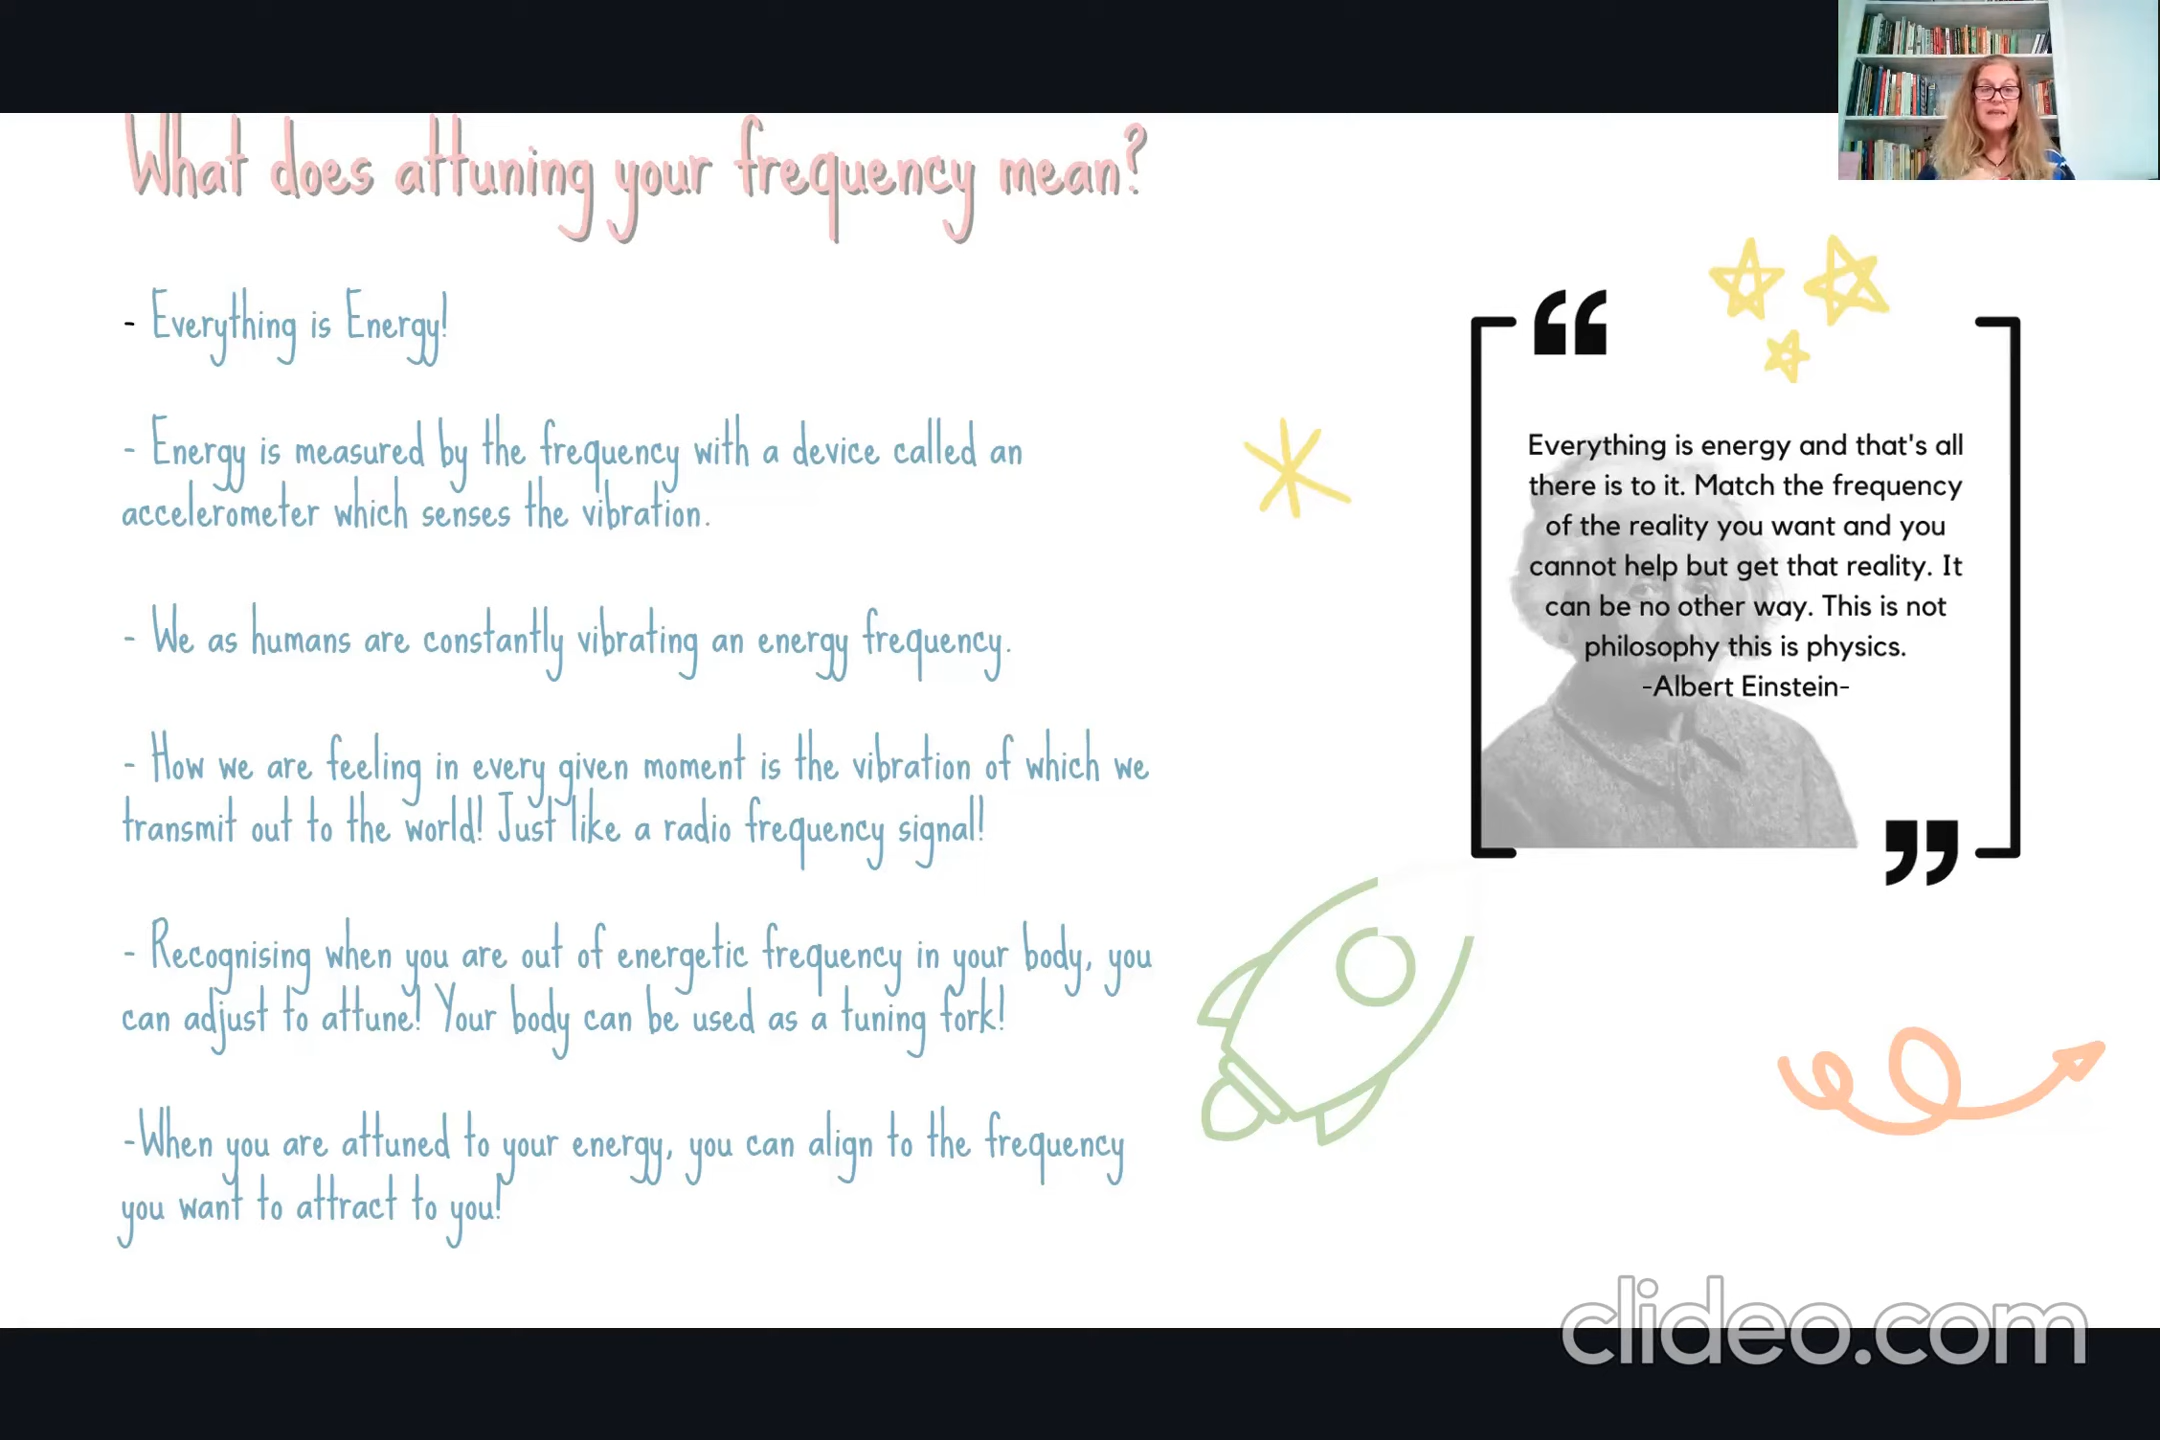 What does attuning your frequency mean?
- Everything is Energy!
- Energy is measured by the frequency with a device called an
accelerometer which senses the vibration.
- We as humans are constantly vibrating an energy frequency.
- How we are feeling in every given moment is the vibration of which we
transmit out to the world! Just like a radio frequency signal!
- Recognising when you are out of energetic frequency in your body, you
can adjust to attune! Your body can be used as a tuning fork!
-When you are attuned to your energy, you can align to the frequency
you want to attract to you!
“
Everything is energy and that's all
there is to it. Match the frequency
of the reality you want and you
cannot help but get that reality. It
can be no other way. This is not
philosophy this is physics.
-Albert Einstein-
”
clideo.com